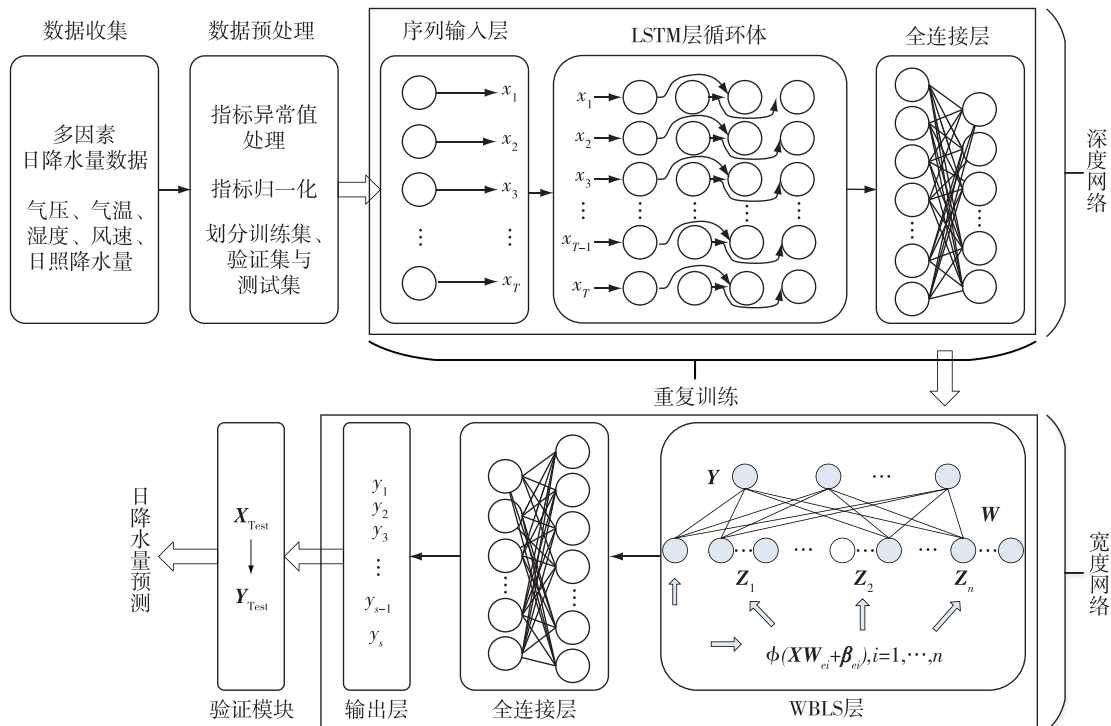 数据收集
多因素
日降水量数据
气压、气温、
湿度、风速、
日照降水量
数据预处理
指标异常值
处理
指标归一化
划分训练集、
验证集与
测试集
序列输入层
x1
x2
x3
⋮ ⋮
xT
LSTM层循环体
x1
x2
x3
⋮ ⋮ ⋮ ⋮ ⋮
xT−1
xT
全连接层
⋮ ⋮
深度网络
重复训练
Y
…
W
… … … … …
Z1 Z2 Zn
ϕ(XWei+βei),i=1,⋯,n
WBLS层
宽度网络
⋮ ⋮
全连接层
y1
y2
y3
⋮
ys−1
ys
输出层
XTest
YTest
验证模块
日降水量预测